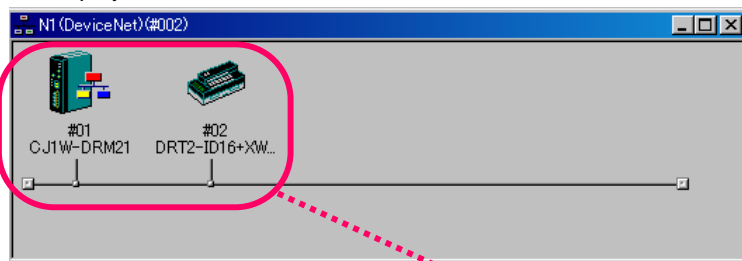 N1 (DeviceNet)(#002)
#01
CJ1W-DRM21
#02
DRT2-ID16+XW...